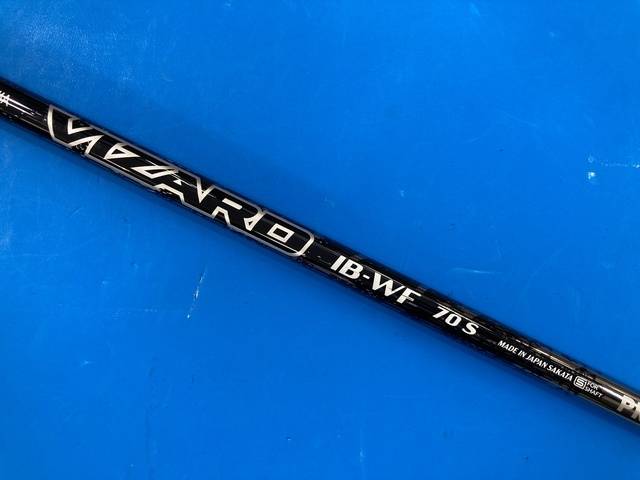 VIZARD
IB-WF 70 S
MADE IN JAPAN SAKATA S FOR
SHAFT